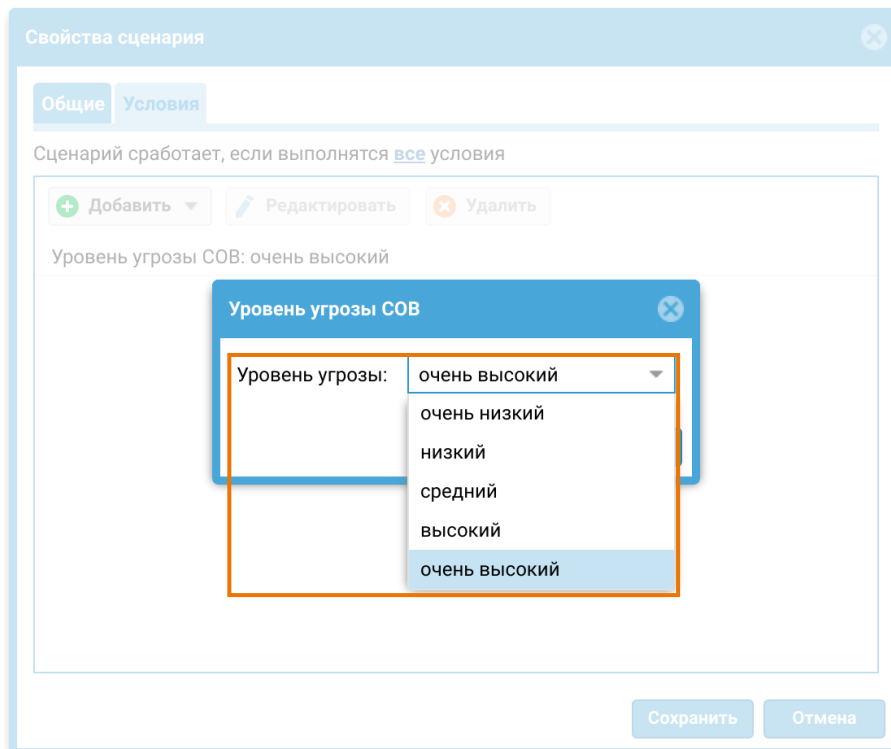 Свойства сценария
Общие Условия
Сценарий сработает, если выполнятся все условия
Добавить Редактировать Удалить
Уровень угрозы СОВ: очень высокий
Уровень угрозы СОВ
Уровень угрозы: очень высокий
очень низкий
низкий
средний
высокий
очень высокий
Сохранить Отмена